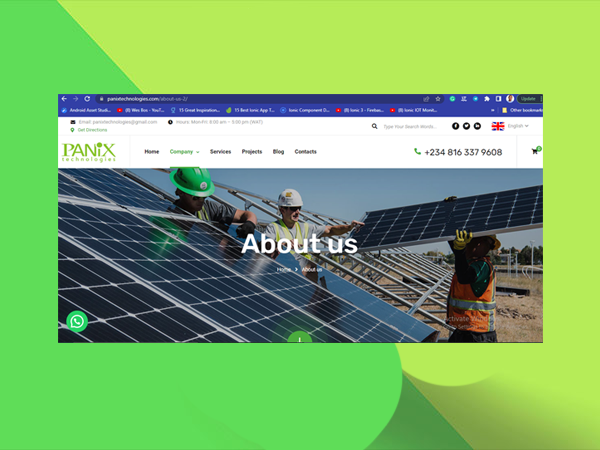 panixtechnologies.com/about-us-2/
Update
Android Asset Studi...
(8) Wes Bos - YouT...
15 Great Inspiration...
15 Best Ionic App T...
Ionic Component D...
(8) Ionic 3 - Firebas...
(8) Ionic IOT Monit...
»
Other bookmarks
Email: panixtechnologies@gmail.com
Hours: Mon-Fri: 8:00 am - 5:00 pm (WAT)
Get Directions
Type Your Search Words...
English
PANiX
technologies
Home
Company
Services
Projects
Blog
Contacts
+234 816 337 9608
0
About us
Home > About us
Activate